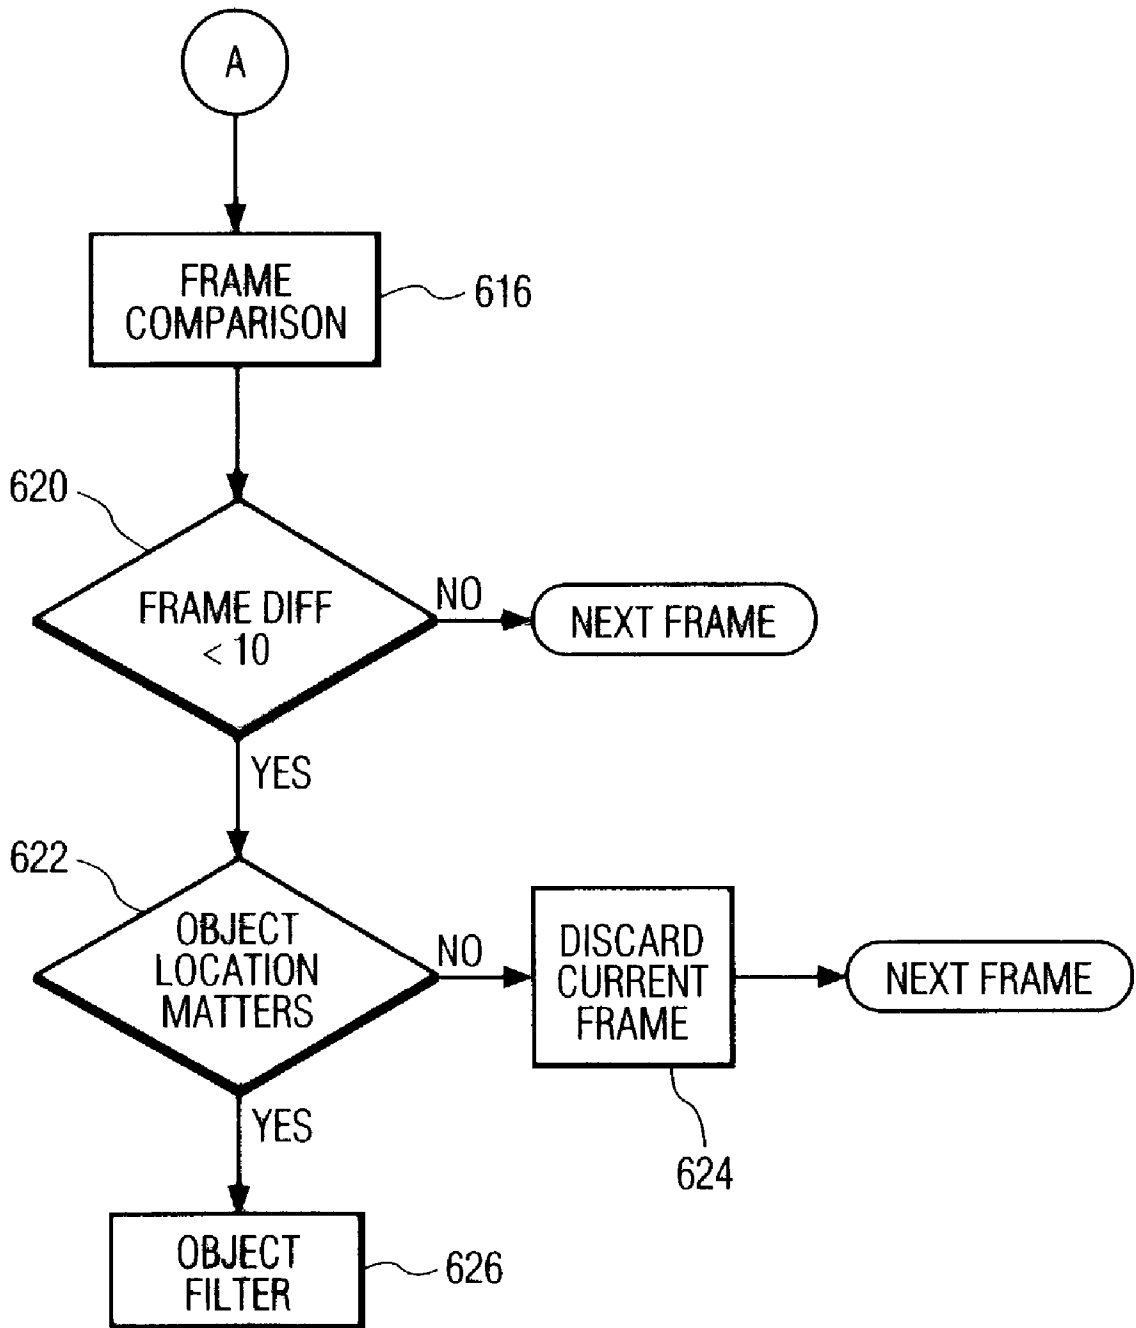 A
FRAME
COMPARISON
616
620
FRAME DIFF
< 10
NO
NEXT FRAME
YES
622
OBJECT
LOCATION
MATTERS
NO
DISCARD
CURRENT
FRAME
NEXT FRAME
624
YES
OBJECT
FILTER
626